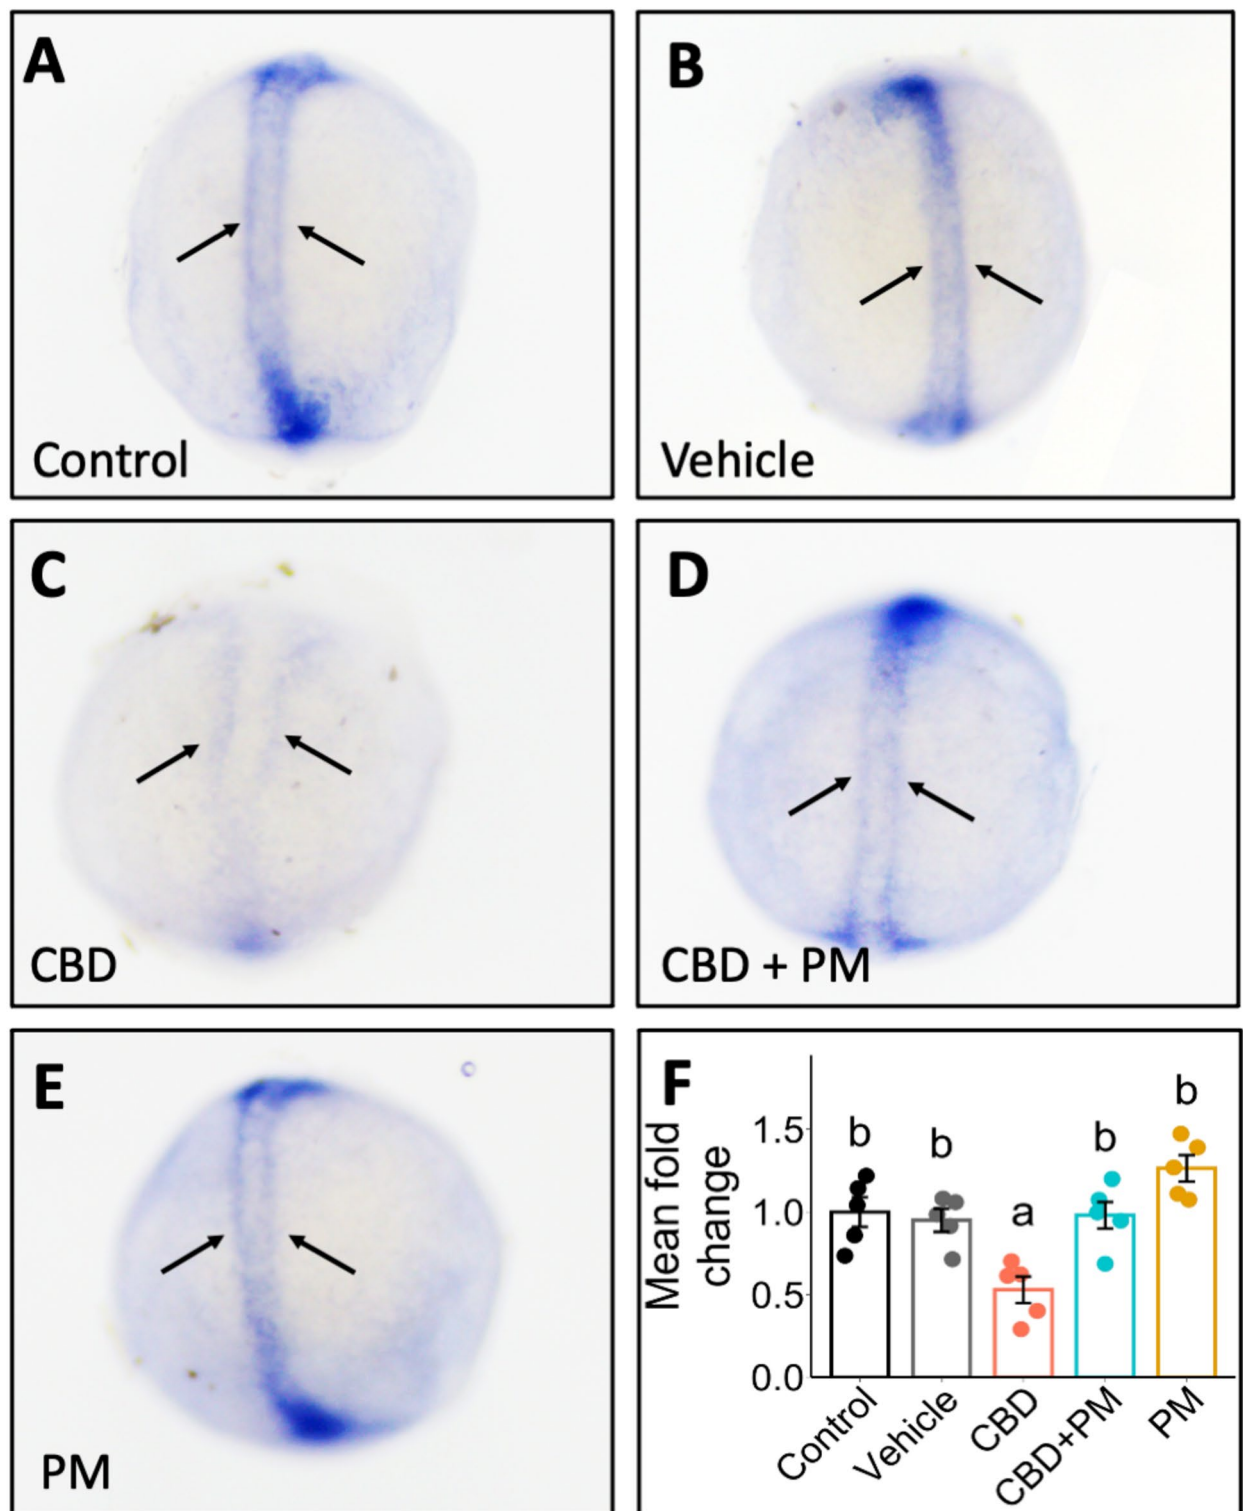 A
Control
B
Vehicle
C
CBD
D
CBD + PM
E
PM
F
Mean fold
change
1.5
1.0
0.5
0.0
b
b
a
b
b
Control
Vehicle
CBD
CBD+PM
PM